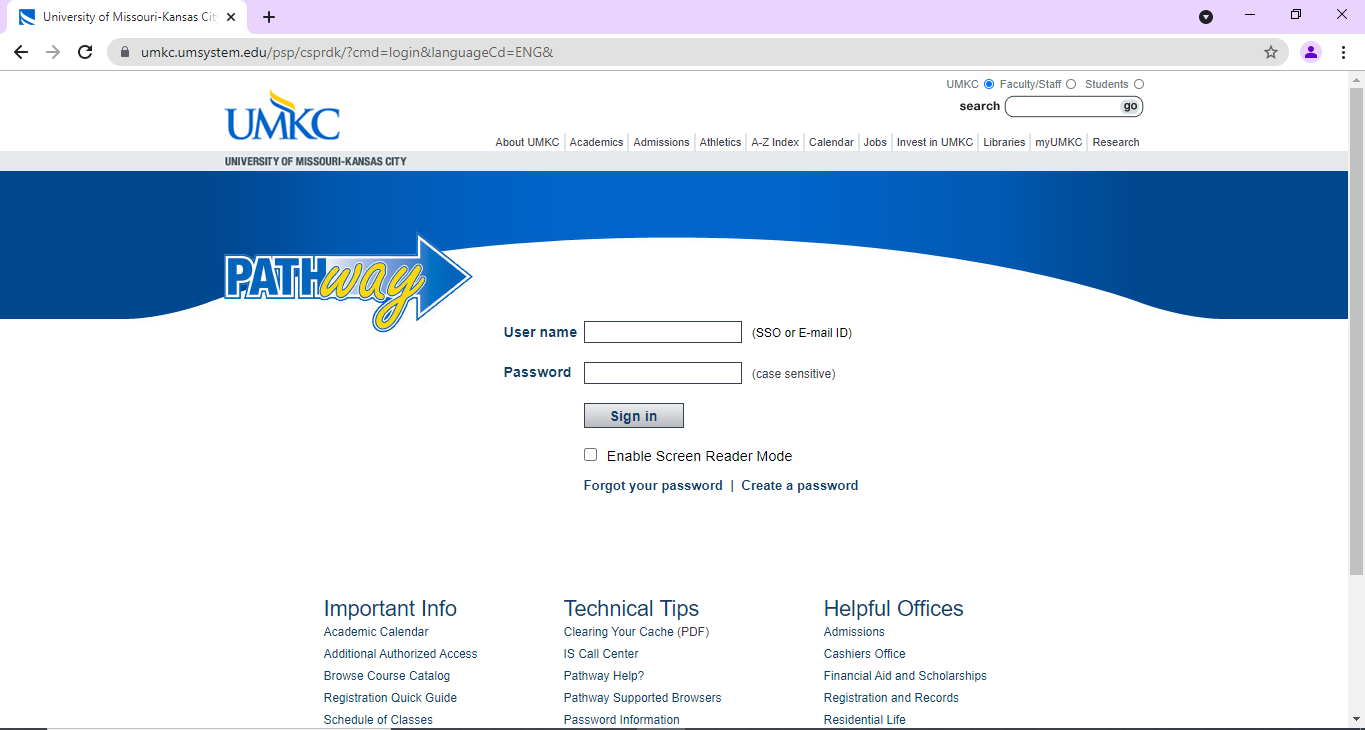 University of Missouri-Kansas Cit
umkc.umsystem.edu/psp/csprdk/?cmd=login&languageCd=ENG&
UMKC Faculty/Staff Students
search go
UMKC
About UMKC Academics Admissions Athletics A-Z Index Calendar Jobs Invest in UMKC Libraries myUMKC Research
UNIVERSITY OF MISSOURI-KANSAS CITY
PATHway
User name (SSO or E-mail ID)
Password (case sensitive)
Sign in
Enable Screen Reader Mode
Forgot your password | Create a password
Important Info
Academic Calendar
Additional Authorized Access
Browse Course Catalog
Registration Quick Guide
Schedule of Classes
Technical Tips
Clearing Your Cache (PDF)
IS Call Center
Pathway Help?
Pathway Supported Browsers
Password Information
Helpful Offices
Admissions
Cashiers Office
Financial Aid and Scholarships
Registration and Records
Residential Life